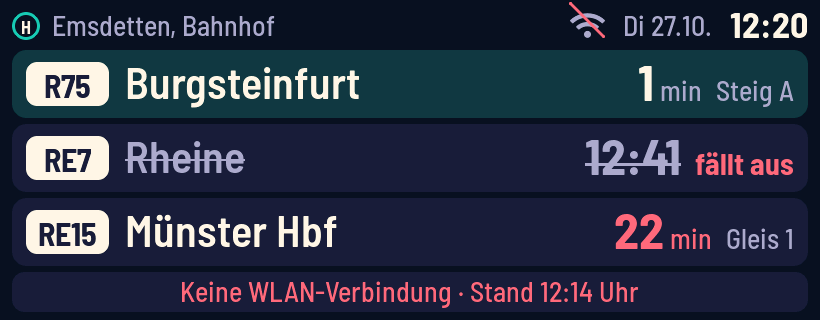 H Emsdetten, Bahnhof Di 27.10. 12:20
R75 Burgsteinfurt 1 min Steig A
RE7 Rheine 12:41 fällt aus
RE15 Münster Hbf 22 min Gleis 1
Keine WLAN-Verbindung · Stand 12:14 Uhr